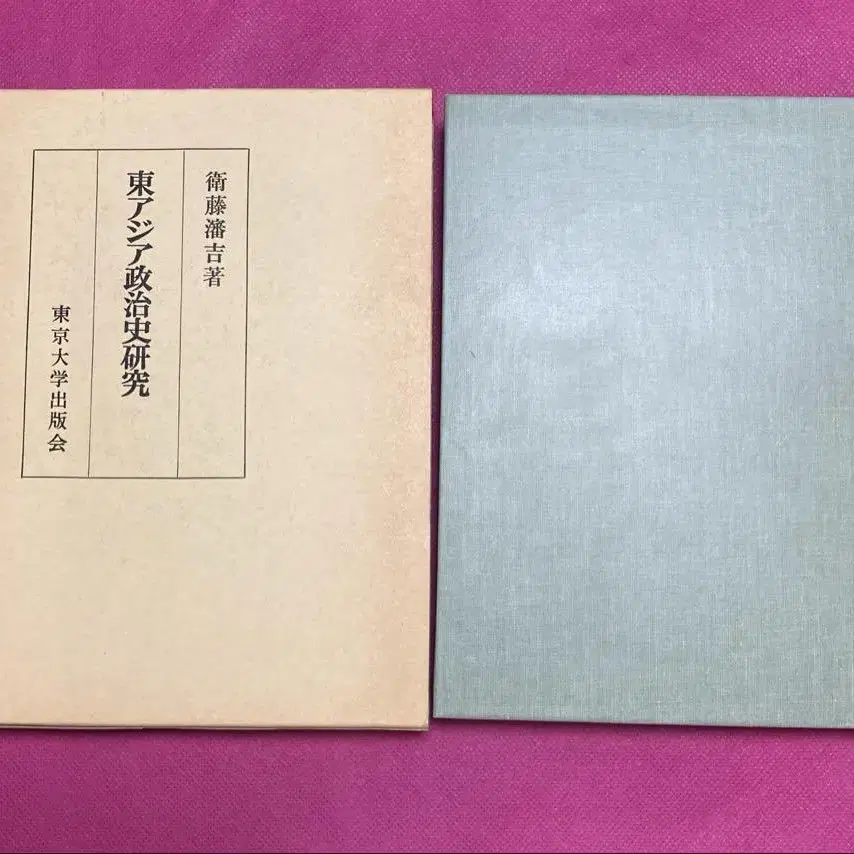 衛藤瀋吉著
東アジア政治史研究
東京大学出版会